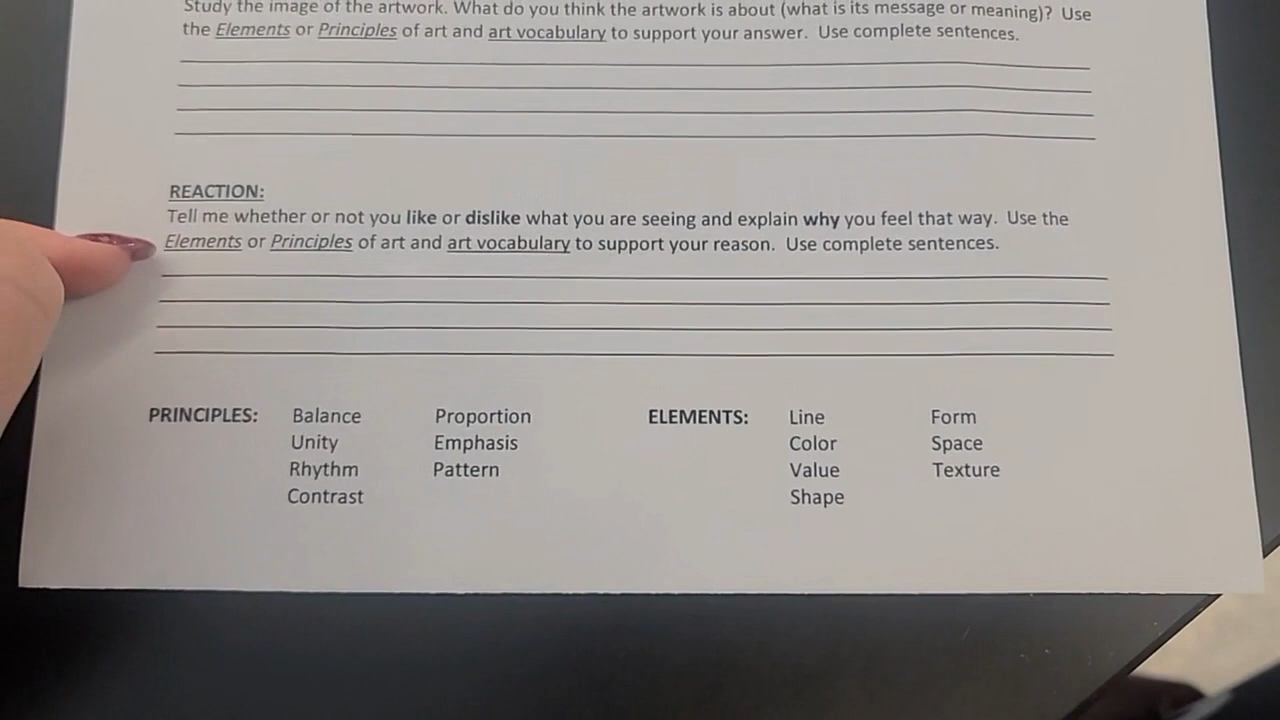 Study the image of the artwork. What do you think the artwork is about (what is its message or meaning)? Use
the Elements or Principles of art and art vocabulary to support your answer. Use complete sentences.
REACTION:
Tell me whether or not you like or dislike what you are seeing and explain why you feel that way. Use the
Elements or Principles of art and art vocabulary to support your reason. Use complete sentences.
PRINCIPLES: Balance Proportion ELEMENTS: Line Form
Unity Emphasis Color Space
Rhythm Pattern Value Texture
Contrast Shape